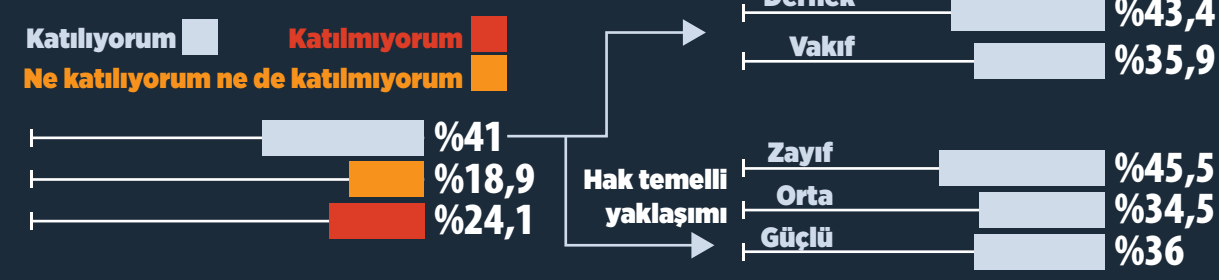 Katılıyorum
Katılmıyorum
Ne katılıyorum ne de katılmıyorum
%41
%18,9
%24,1
Dernek
%43,4
Vakıf
%35,9
Hak temelli
yaklaşımı
Zayıf
%45,5
Orta
%34,5
Güçlü
%36